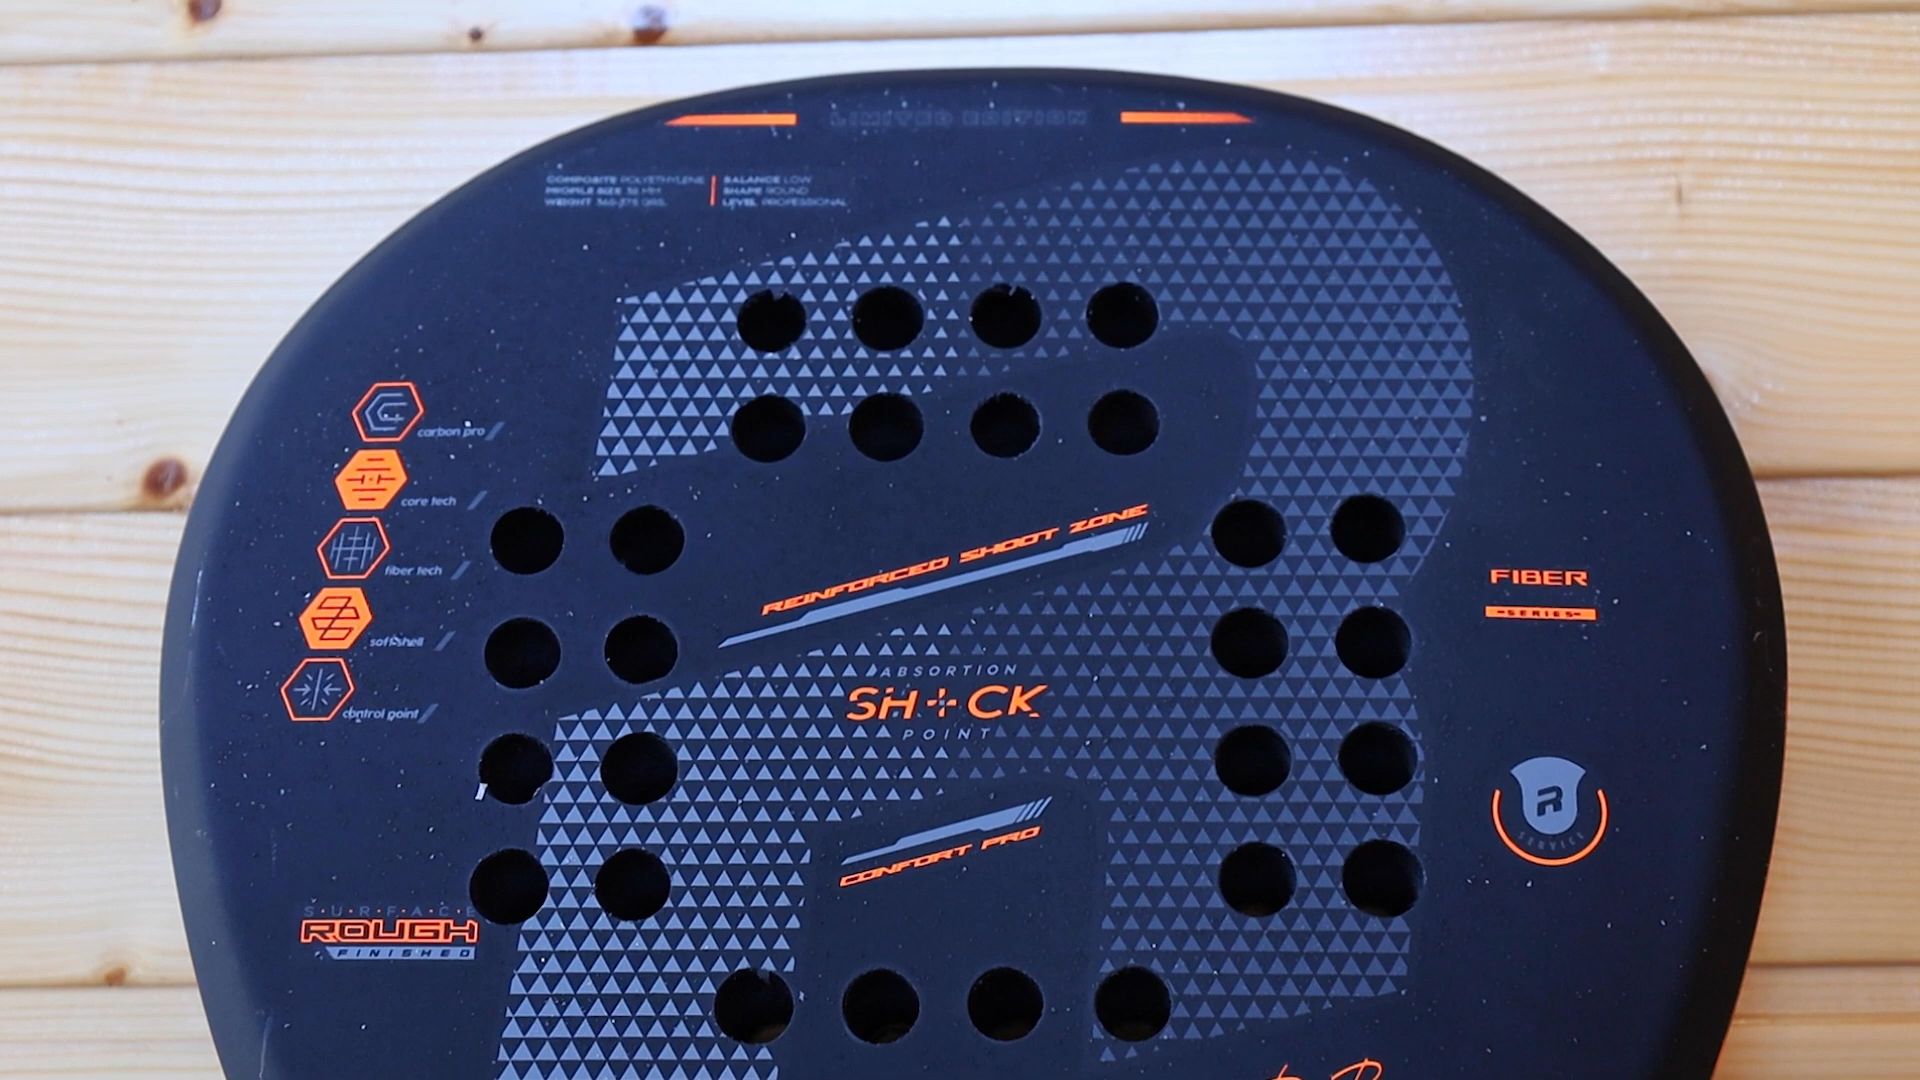 LIMITED EDITION
COMPOSITE POLYETHYLENE
PROFILE SIZE 38 MM
WEIGHT 360-375 GRS.
BALANCE LOW
SHAPE ROUND
LEVEL PROFESSIONAL
carbon pro
core tech
fiber tech
soft shell
control point
REINFORCED SHOOT ZONE
ABSORTION
SH+CK
POINT
CONFORT PRO
FIBER
SERIES
R
SERVICE
SURFACE
ROUGH
FINISHED